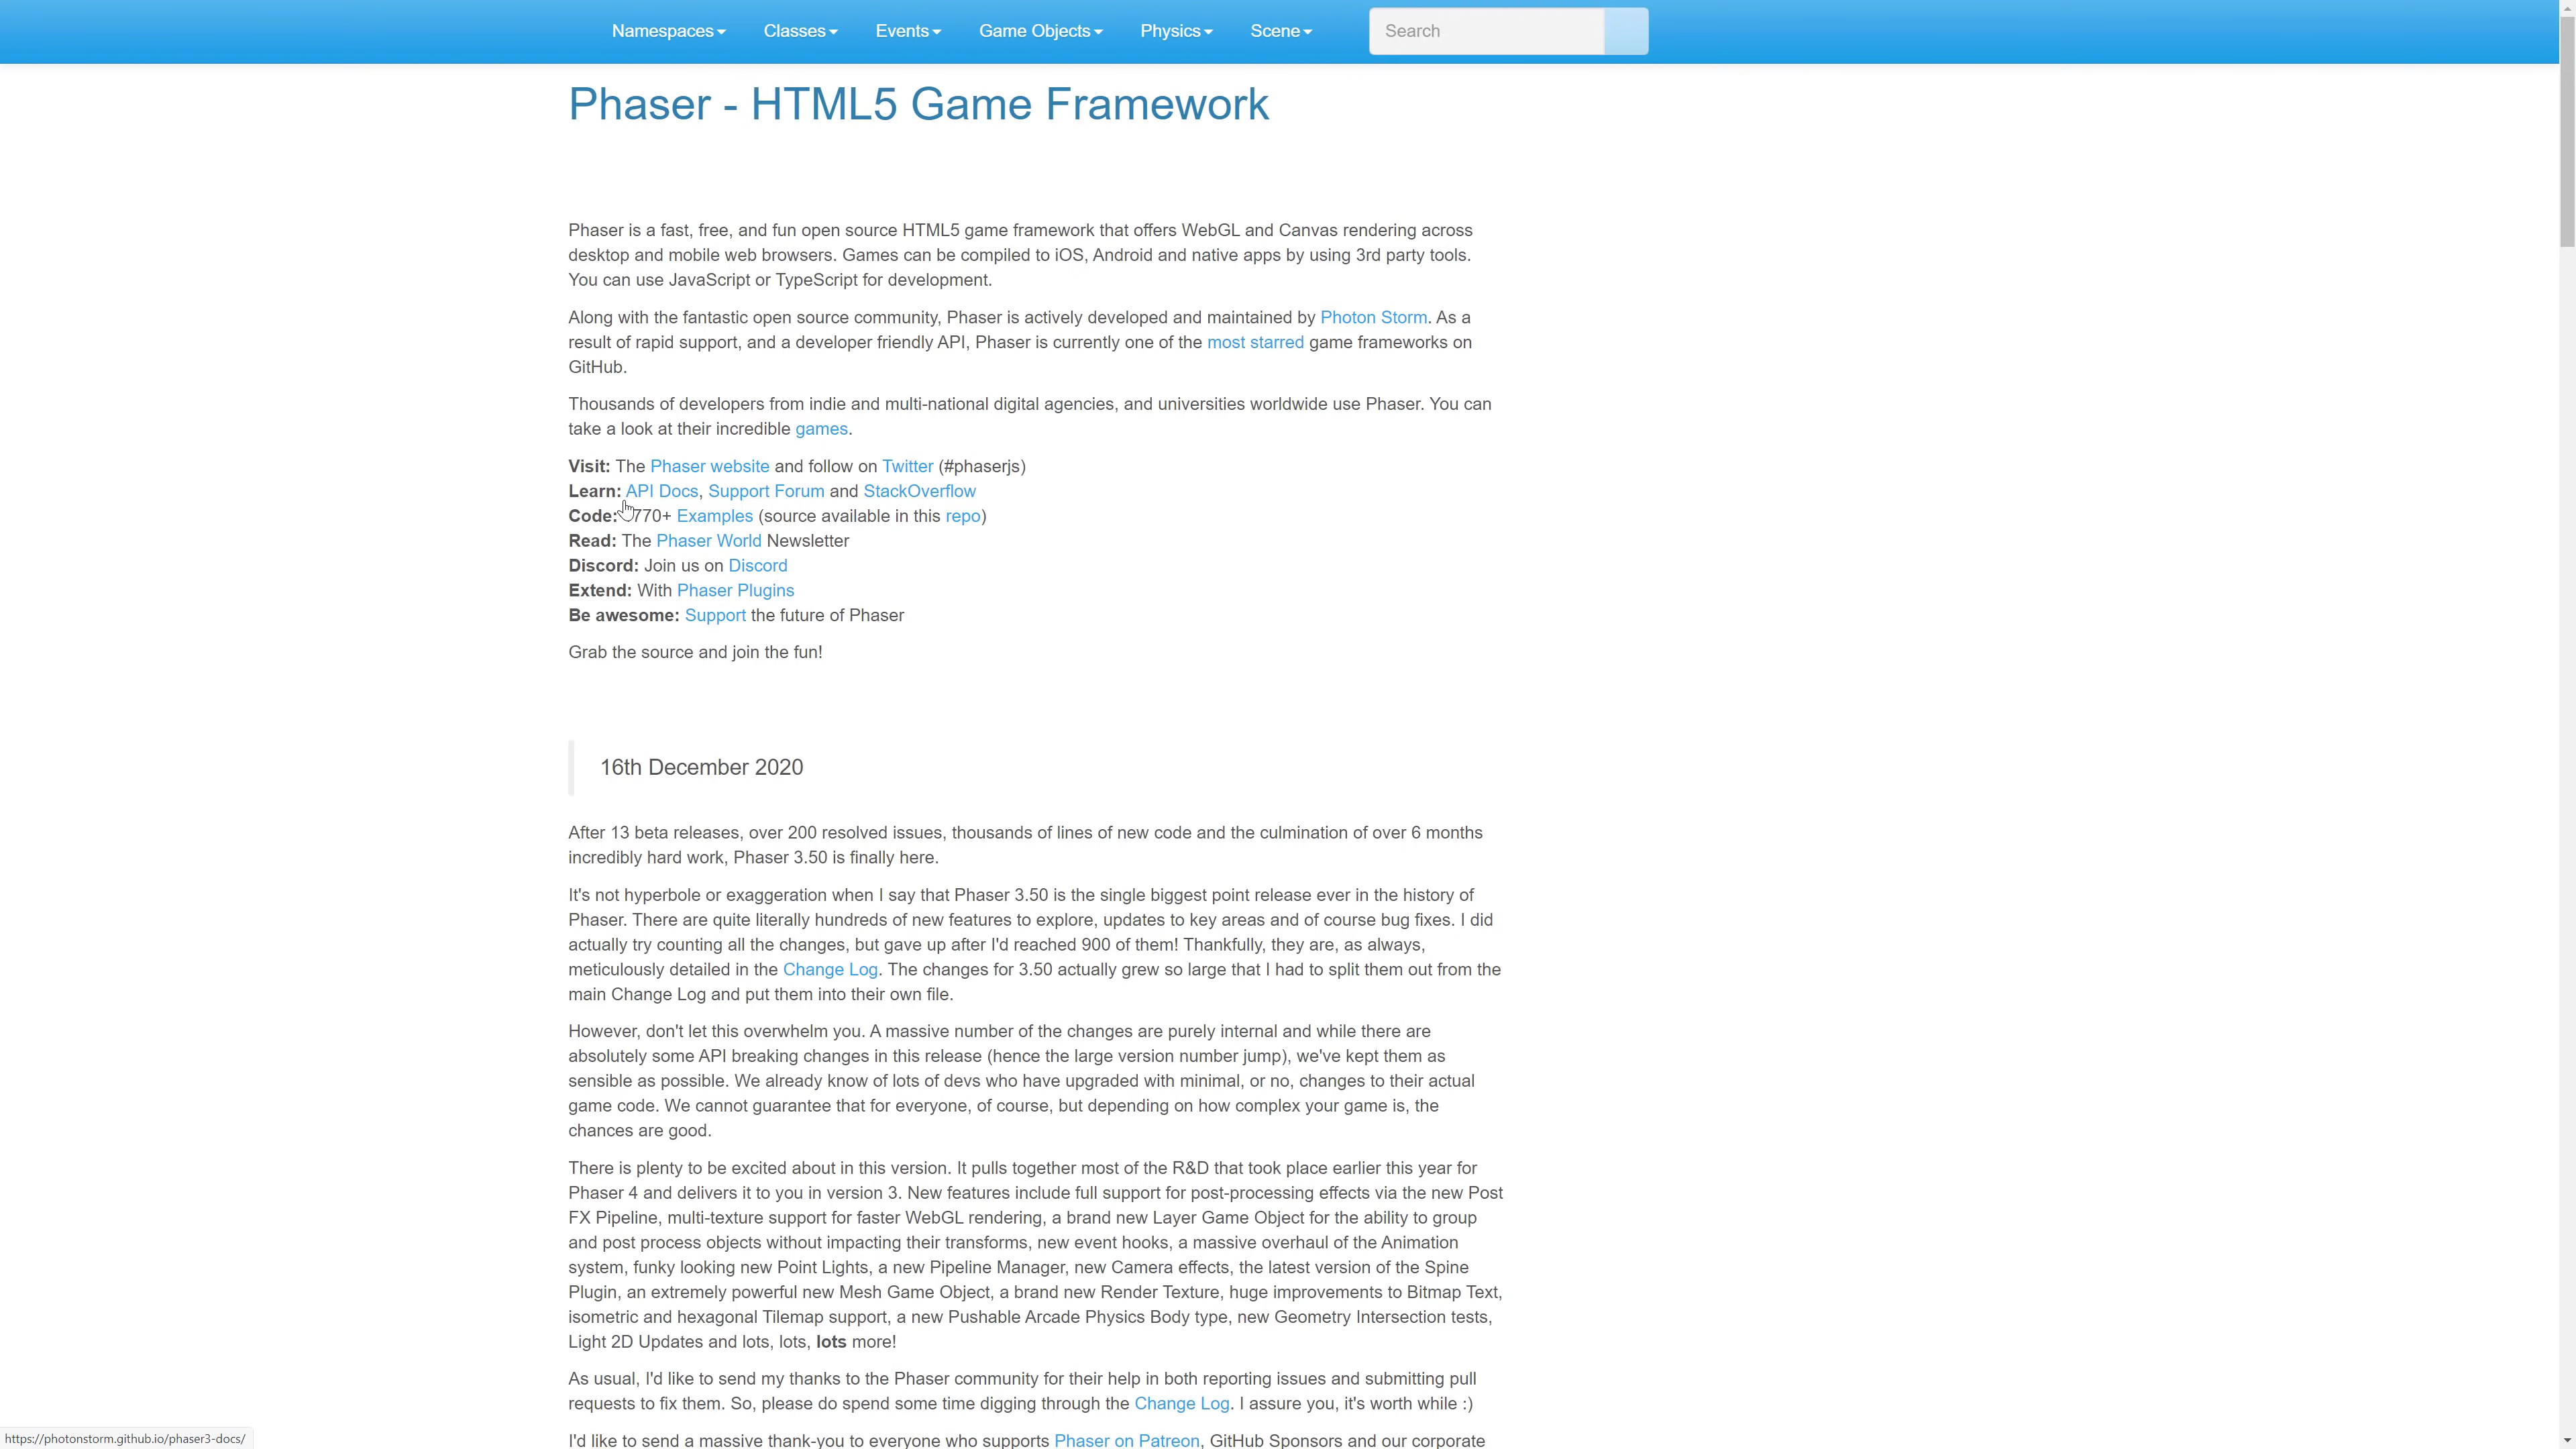 Namespaces Classes Events Game Objects Physics Scene Search
Phaser - HTML5 Game Framework
Phaser is a fast, free, and fun open source HTML5 game framework that offers WebGL and Canvas rendering across
desktop and mobile web browsers. Games can be compiled to iOS, Android and native apps by using 3rd party tools.
You can use JavaScript or TypeScript for development.
Along with the fantastic open source community, Phaser is actively developed and maintained by Photon Storm. As a
result of rapid support, and a developer friendly API, Phaser is currently one of the most starred game frameworks on
GitHub.
Thousands of developers from indie and multi-national digital agencies, and universities worldwide use Phaser. You can
take a look at their incredible games.
Visit: The Phaser website and follow on Twitter (#phaserjs)
Learn: API Docs, Support Forum and StackOverflow
Code: 770+ Examples (source available in this repo)
Read: The Phaser World Newsletter
Discord: Join us on Discord
Extend: With Phaser Plugins
Be awesome: Support the future of Phaser
Grab the source and join the fun!
16th December 2020
After 13 beta releases, over 200 resolved issues, thousands of lines of new code and the culmination of over 6 months
incredibly hard work, Phaser 3.50 is finally here.
It's not hyperbole or exaggeration when I say that Phaser 3.50 is the single biggest point release ever in the history of
Phaser. There are quite literally hundreds of new features to explore, updates to key areas and of course bug fixes. I did
actually try counting all the changes, but gave up after I'd reached 900 of them! Thankfully, they are, as always,
meticulously detailed in the Change Log. The changes for 3.50 actually grew so large that I had to split them out from the
main Change Log and put them into their own file.
However, don't let this overwhelm you. A massive number of the changes are purely internal and while there are
absolutely some API breaking changes in this release (hence the large version number jump), we've kept them as
sensible as possible. We already know of lots of devs who have upgraded with minimal, or no, changes to their actual
game code. We cannot guarantee that for everyone, of course, but depending on how complex your game is, the
chances are good.
There is plenty to be excited about in this version. It pulls together most of the R&D that took place earlier this year for
Phaser 4 and delivers it to you in version 3. New features include full support for post-processing effects via the new Post
FX Pipeline, multi-texture support for faster WebGL rendering, a brand new Layer Game Object for the ability to group
and post process objects without impacting their transforms, new event hooks, a massive overhaul of the Animation
system, funky looking new Point Lights, a new Pipeline Manager, new Camera effects, the latest version of the Spine
Plugin, an extremely powerful new Mesh Game Object, a brand new Render Texture, huge improvements to Bitmap Text,
isometric and hexagonal Tilemap support, a new Pushable Arcade Physics Body type, new Geometry Intersection tests,
Light 2D Updates and lots, lots, lots more!
As usual, I'd like to send my thanks to the Phaser community for their help in both reporting issues and submitting pull
requests to fix them. So, please do spend some time digging through the Change Log. I assure you, it's worth while :)
I'd like to send a massive thank-you to everyone who supports Phaser on Patreon, GitHub Sponsors and our corporate
https://photonstorm.github.io/phaser3-docs/